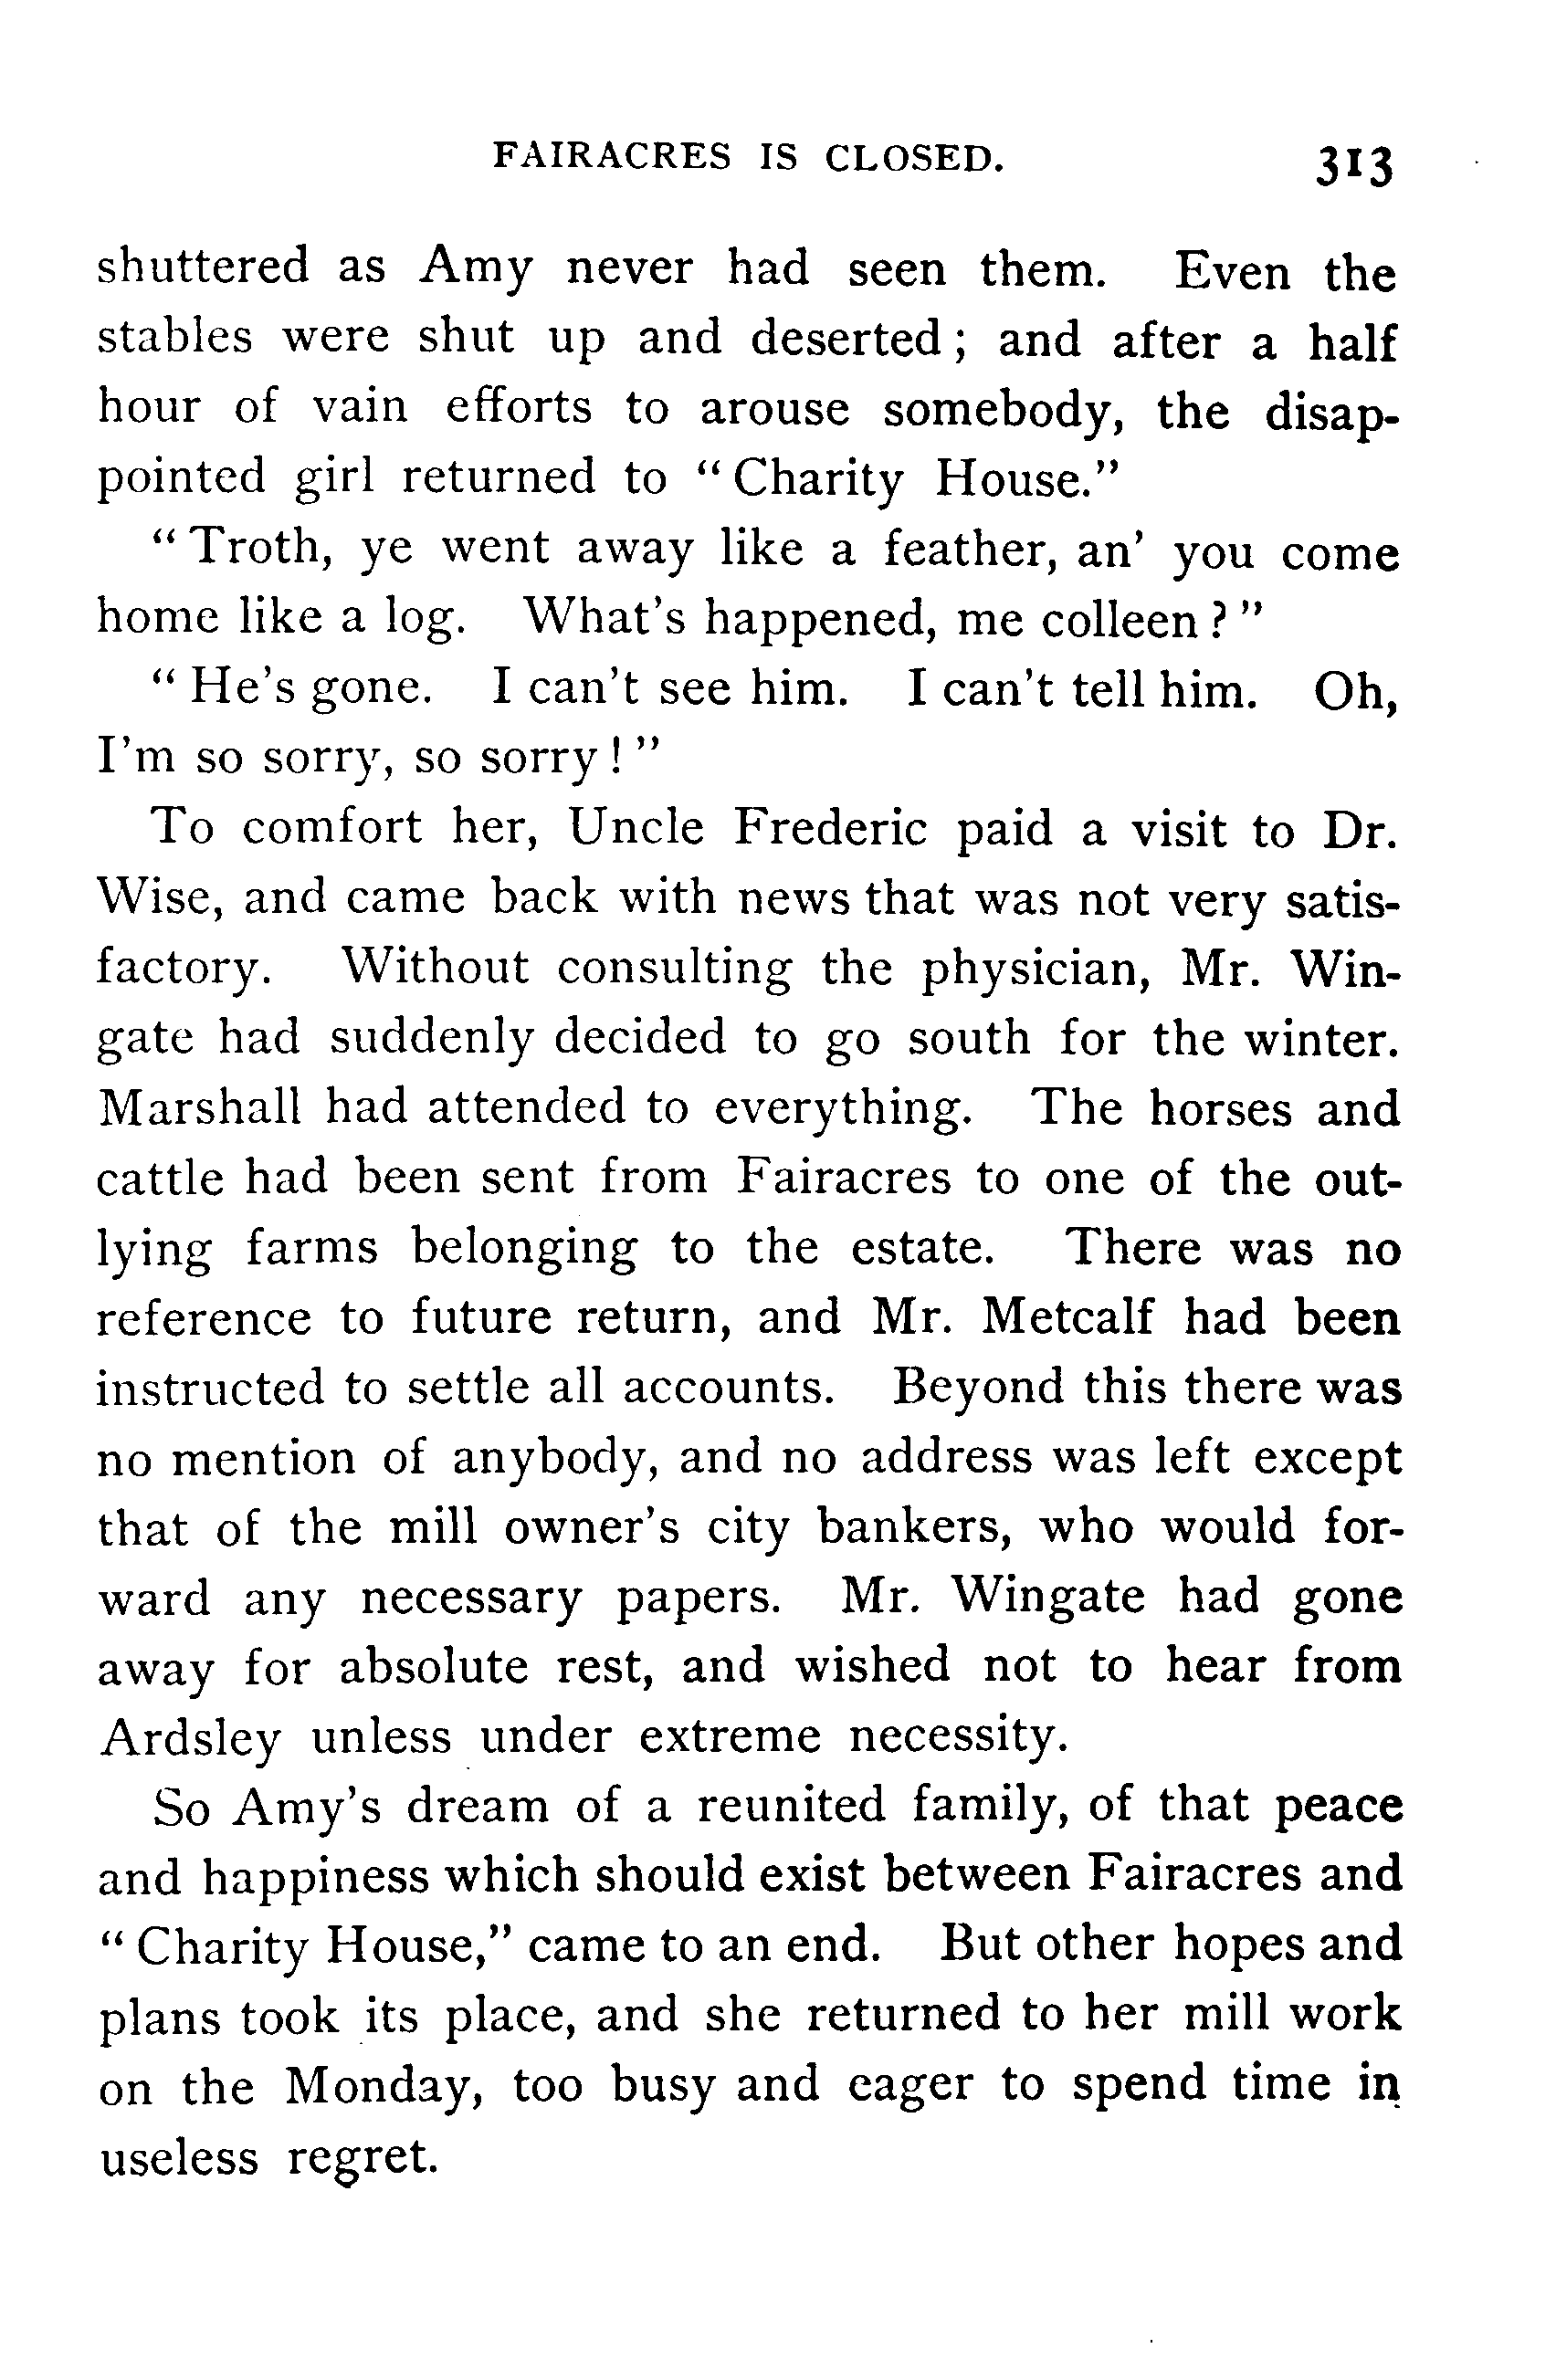 FAIRACRES IS CLOSED. 313
shuttered as Amy never had seen them. Even the
stables were shut up and deserted; and after a half
hour of vain efforts to arouse somebody, the disap-
pointed girl returned to “Charity House.”
“Troth, ye went away like a feather, an’ you come
home like a log. What’s happened, me colleen?”
“He’s gone. I can’t see him. I can’t tell him. Oh,
I’m so sorry, so sorry!”
To comfort her, Uncle Frederic paid a visit to Dr.
Wise, and came back with news that was not very satis-
factory. Without consulting the physician, Mr. Win-
gate had suddenly decided to go south for the winter.
Marshall had attended to everything. The horses and
cattle had been sent from Fairacres to one of the out-
lying farms belonging to the estate. There was no
reference to future return, and Mr. Metcalf had been
instructed to settle all accounts. Beyond this there was
no mention of anybody, and no address was left except
that of the mill owner’s city bankers, who would for-
ward any necessary papers. Mr. Wingate had gone
away for absolute rest, and wished not to hear from
Ardsley unless under extreme necessity.
So Amy’s dream of a reunited family, of that peace
and happiness which should exist between Fairacres and
“Charity House,” came to an end. But other hopes and
plans took its place, and she returned to her mill work
on the Monday, too busy and eager to spend time in
useless regret.